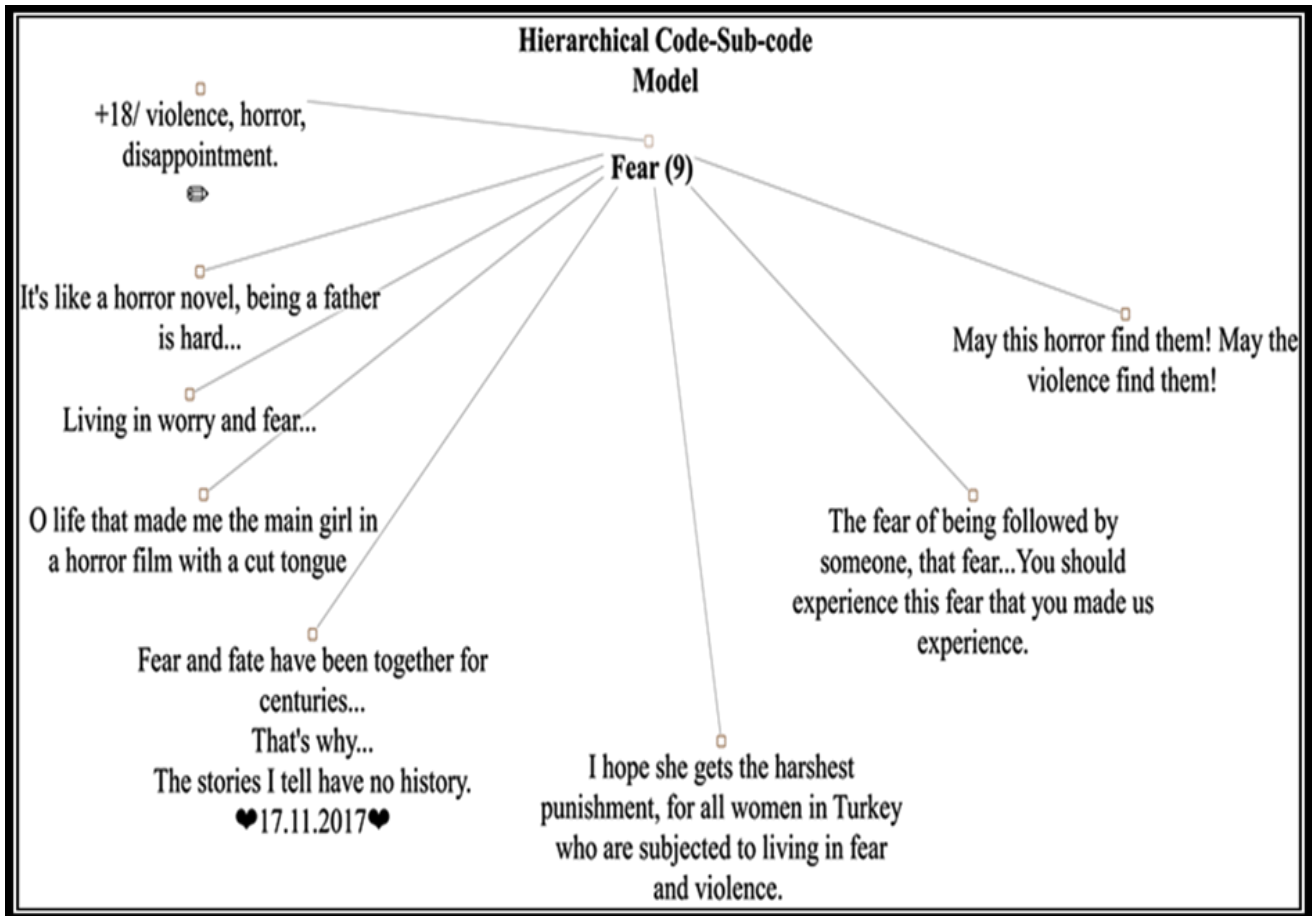 Hierarchical Code-Sub-code
Model
Fear (9)
+18/ violence, horror,
disappointment.
It's like a horror novel, being a father
is hard...
Living in worry and fear...
O life that made me the main girl in
a horror film with a cut tongue
Fear and fate have been together for
centuries...
That's why...
The stories I tell have no history.
❤17.11.2017❤
I hope she gets the harshest
punishment, for all women in Turkey
who are subjected to living in fear
and violence.
The fear of being followed by
someone, that fear...You should
experience this fear that you made us
experience.
May this horror find them! May the
violence find them!